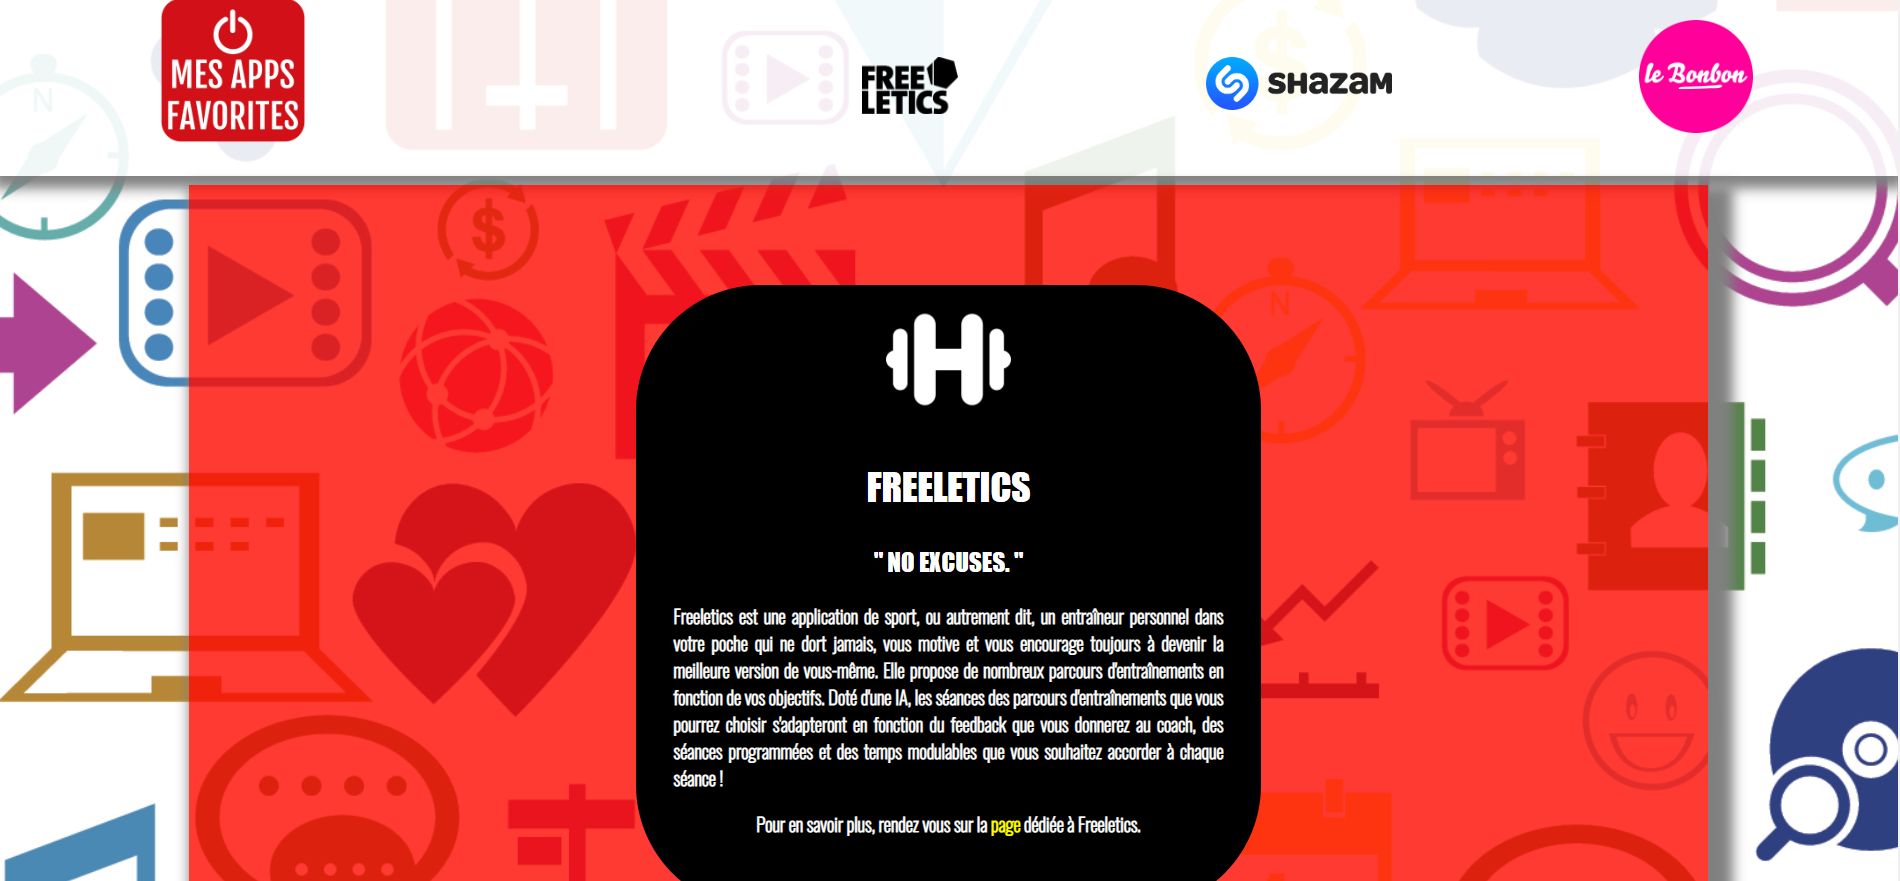 MES APPS
FAVORITES
FREE
LETICS
SHAZAM
le Bonbon
N
$
$
N
FREELETICS
" NO EXCUSES. "
Freeletics est une application de sport, ou autrement dit, un entraîneur personnel dans
votre poche qui ne dort jamais, vous motive et vous encourage toujours à devenir la
meilleure version de vous-même. Elle propose de nombreux parcours d'entraînements en
fonction de vos objectifs. Doté d'une IA, les séances des parcours d'entraînements que vous
pourrez choisir s'adapteront en fonction du feedback que vous donnerez au coach, des
séances programmées et des temps modulables que vous souhaitez accorder à chaque
séance !
Pour en savoir plus, rendez vous sur la page dédiée à Freeletics.